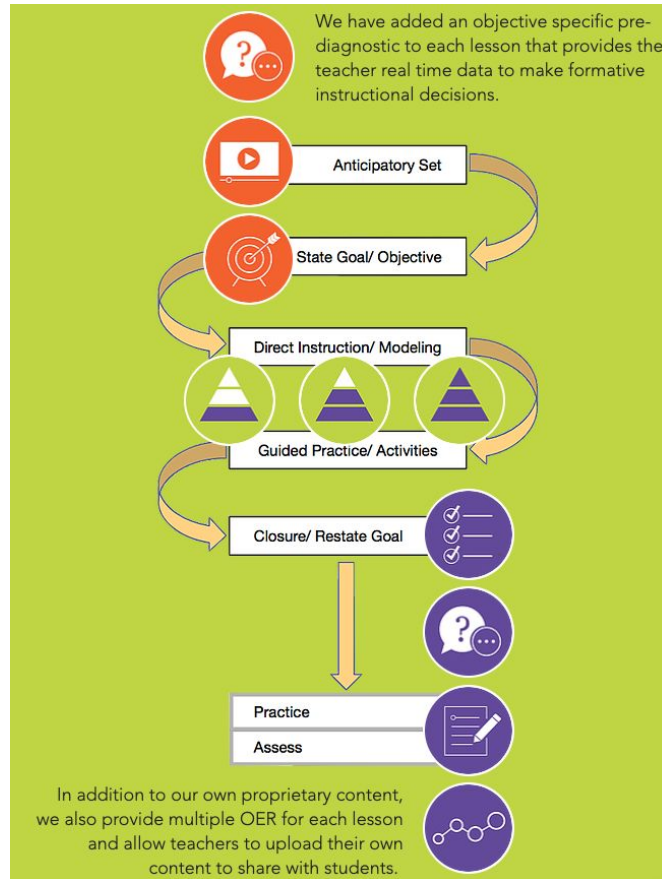 We have added an objective specific pre-
diagnostic to each lesson that provides the
teacher real time data to make formative
instructional decisions.
Anticipatory Set
State Goal/ Objective
Direct Instruction/ Modeling
Guided Practice/ Activities
Closure/ Restate Goal
Practice
Assess
In addition to our own proprietary content,
we also provide multiple OER for each lesson
and allow teachers to upload their own
content to share with students.